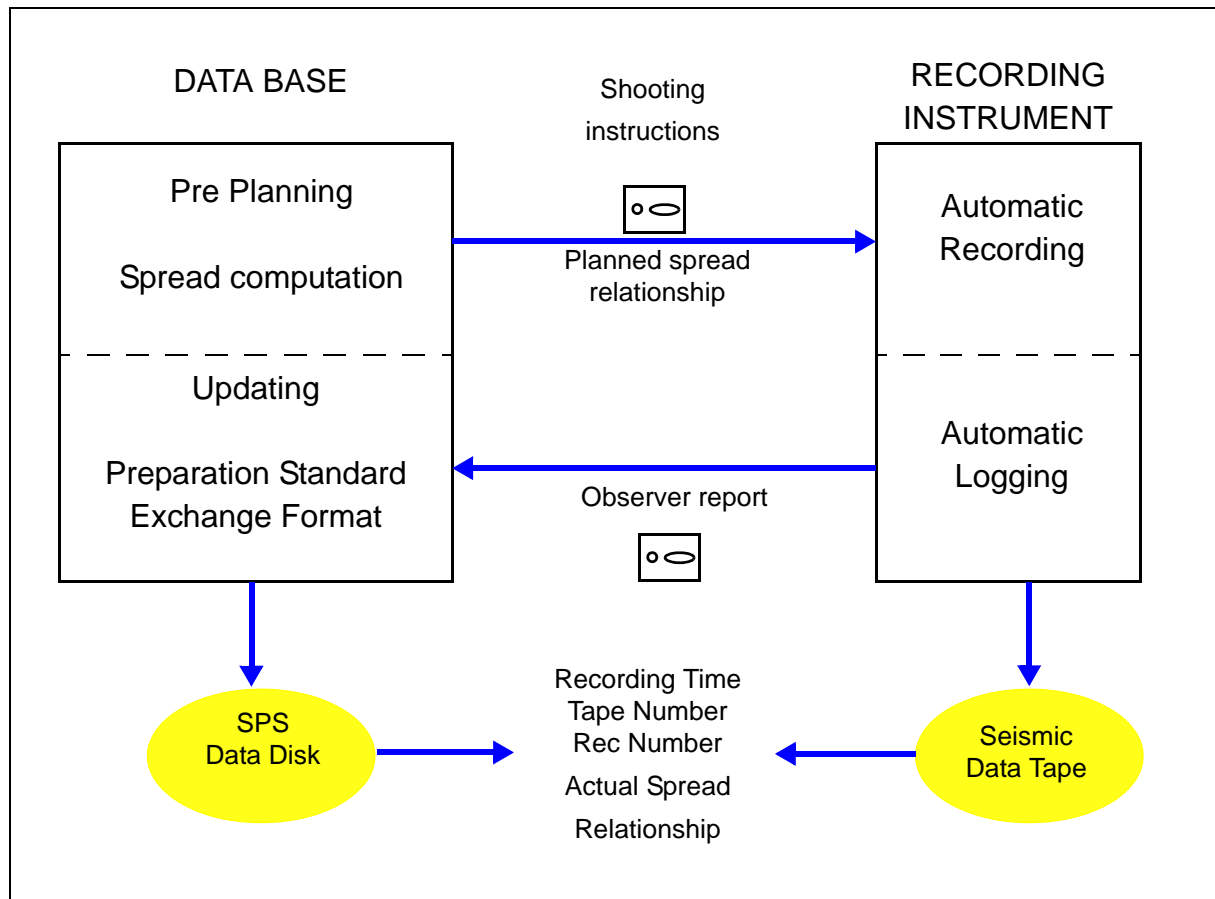 DATA BASE
Pre Planning
Spread computation
Updating
Preparation Standard
Exchange Format
Shooting
instructions
Planned spread
relationship
Observer report
RECORDING
INSTRUMENT
Automatic
Recording
Automatic
Logging
SPS
Data Disk
Recording Time
Tape Number
Rec Number
Actual Spread
Relationship
Seismic
Data Tape